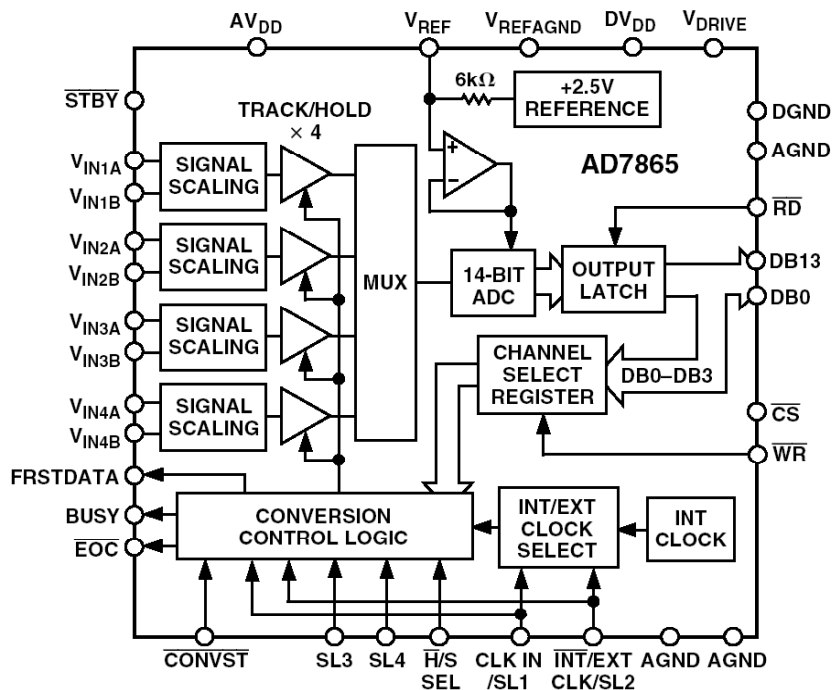 AVDD
VREF
VREFAGND
DVDD
VDRIVE
STBY
6kΩ
+2.5V
REFERENCE
TRACK/HOLD
× 4
DGND
AGND
AD7865
VIN1A
VIN1B
SIGNAL
SCALING
+
−
RD
VIN2A
VIN2B
SIGNAL
SCALING
MUX
14-BIT
ADC
OUTPUT
LATCH
DB13
DB0
VIN3A
VIN3B
SIGNAL
SCALING
CHANNEL
SELECT
REGISTER
DB0–DB3
VIN4A
VIN4B
SIGNAL
SCALING
CS
WR
FRSTDATA
BUSY
EOC
CONVERSION
CONTROL LOGIC
INT/EXT
CLOCK
SELECT
INT
CLOCK
CONVST
SL3
SL4
H/S
SEL
CLK IN
/SL1
INT/EXT
CLK/SL2
AGND
AGND